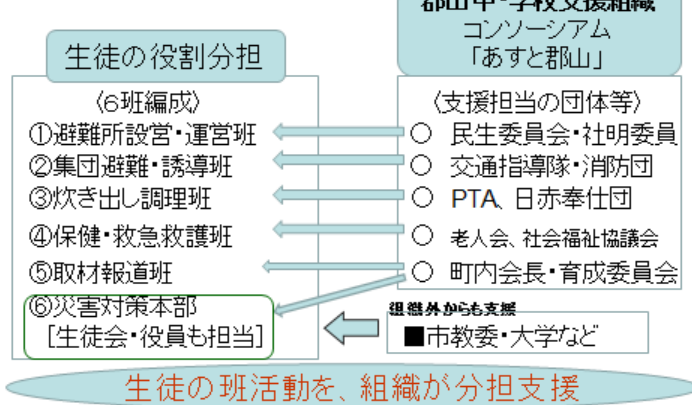 生徒の役割分担
〈6班編成〉
①避難所設営・運営班
②集団避難・誘導班
③炊き出し調理班
④保健・救急救護班
⑤取材報道班
⑥災害対策本部
[生徒会・役員も担当]
郡山中・学校支援組織
コンソーシアム
「あすと郡山」
〈支援担当の団体等〉
○ 民生委員会・社明委員
○ 交通指導隊・消防団
○ PTA、日赤奉仕団
○ 老人会、社会福祉協議会
○ 町内会長・育成委員会
組織外からも支援
■市教委・大学など
生徒の班活動を、組織が分担支援